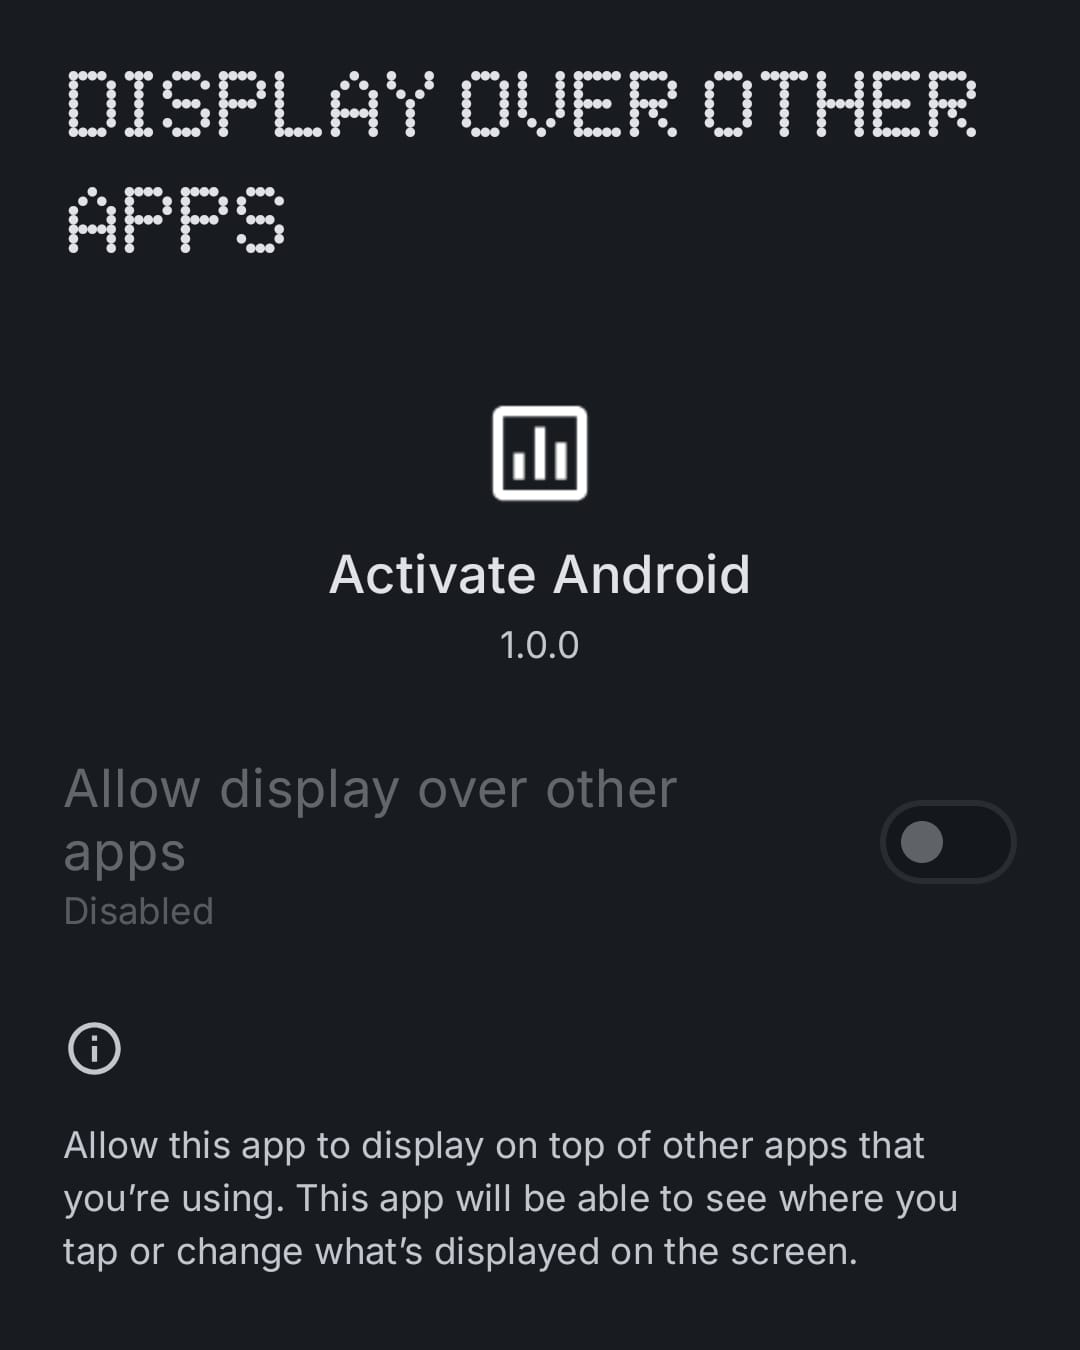 DISPLAY OVER OTHER
APPS
Activate Android
1.0.0
Allow display over other
apps
Disabled
Allow this app to display on top of other apps that
you’re using. This app will be able to see where you
tap or change what’s displayed on the screen.